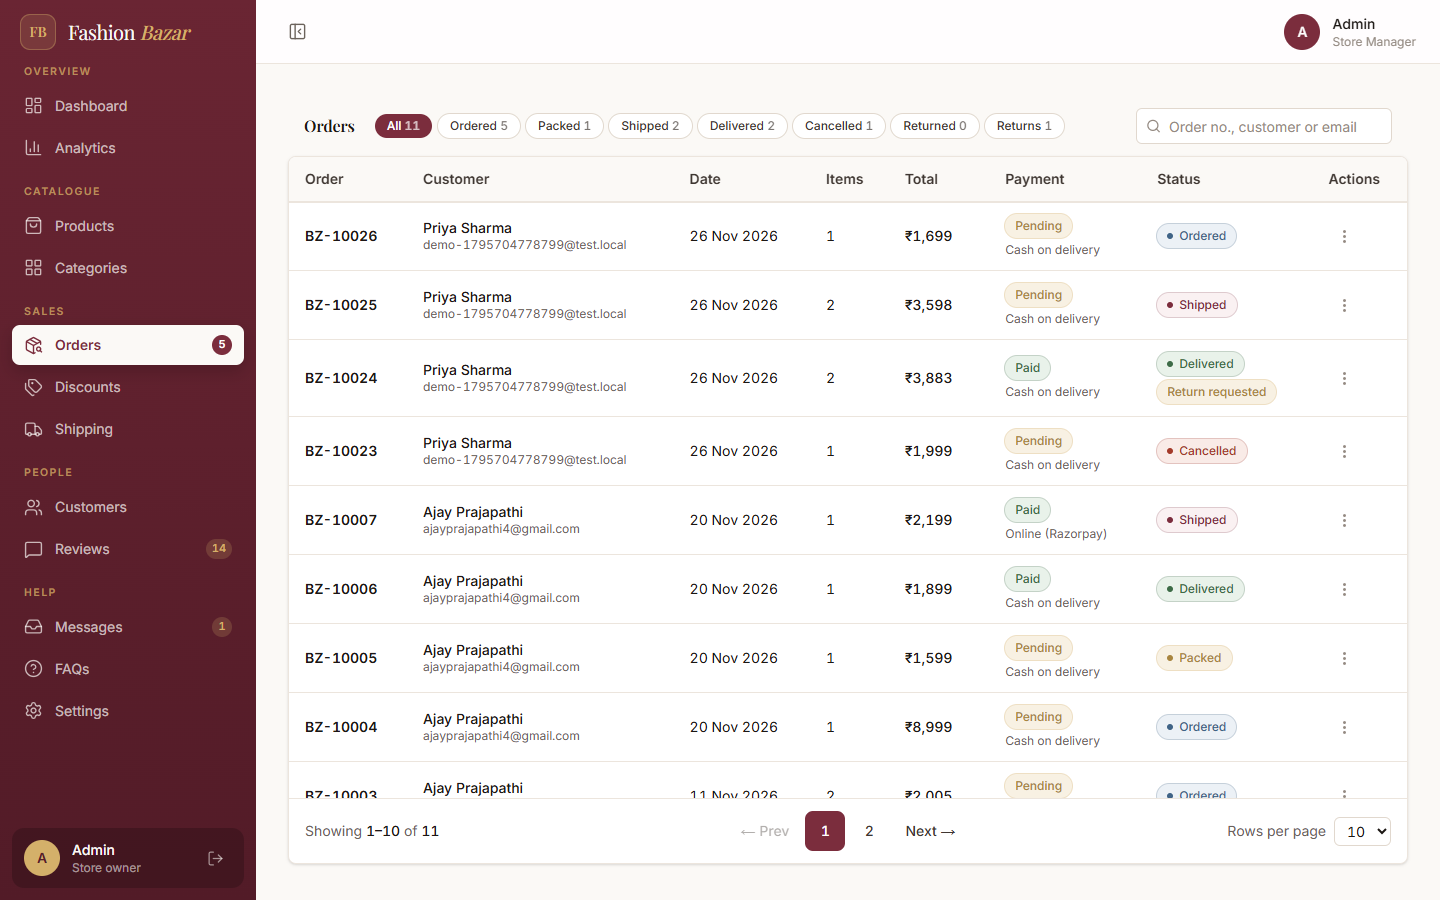 FB Fashion Bazar
OVERVIEW
Dashboard
Analytics
CATALOGUE
Products
Categories
SALES
Orders 5
Discounts
Shipping
PEOPLE
Customers
Reviews 14
HELP
Messages 1
FAQs
Settings
A Admin
Store owner
A Admin
Store Manager
Orders All 11 Ordered 5 Packed 1 Shipped 2 Delivered 2 Cancelled 1 Returned 0 Returns 1 Order no., customer or email
Order Customer Date Items Total Payment Status Actions
BZ-10026 Priya Sharma 26 Nov 2026 1 ₹1,699 Pending Ordered
demo-1795704778799@test.local Cash on delivery
BZ-10025 Priya Sharma 26 Nov 2026 2 ₹3,598 Pending Shipped
demo-1795704778799@test.local Cash on delivery
BZ-10024 Priya Sharma 26 Nov 2026 2 ₹3,883 Paid Delivered
demo-1795704778799@test.local Cash on delivery Return requested
BZ-10023 Priya Sharma 26 Nov 2026 1 ₹1,999 Pending Cancelled
demo-1795704778799@test.local Cash on delivery
BZ-10007 Ajay Prajapathi 20 Nov 2026 1 ₹2,199 Paid Shipped
ajayprajapathi4@gmail.com Online (Razorpay)
BZ-10006 Ajay Prajapathi 20 Nov 2026 1 ₹1,899 Paid Delivered
ajayprajapathi4@gmail.com Cash on delivery
BZ-10005 Ajay Prajapathi 20 Nov 2026 1 ₹1,599 Pending Packed
ajayprajapathi4@gmail.com Cash on delivery
BZ-10004 Ajay Prajapathi 20 Nov 2026 1 ₹8,999 Pending Ordered
ajayprajapathi4@gmail.com Cash on delivery
BZ-10003 Ajay Prajapathi 11 Nov 2026 2 ₹2,005 Pending Ordered
Showing 1–10 of 11 ← Prev 1 2 Next → Rows per page 10